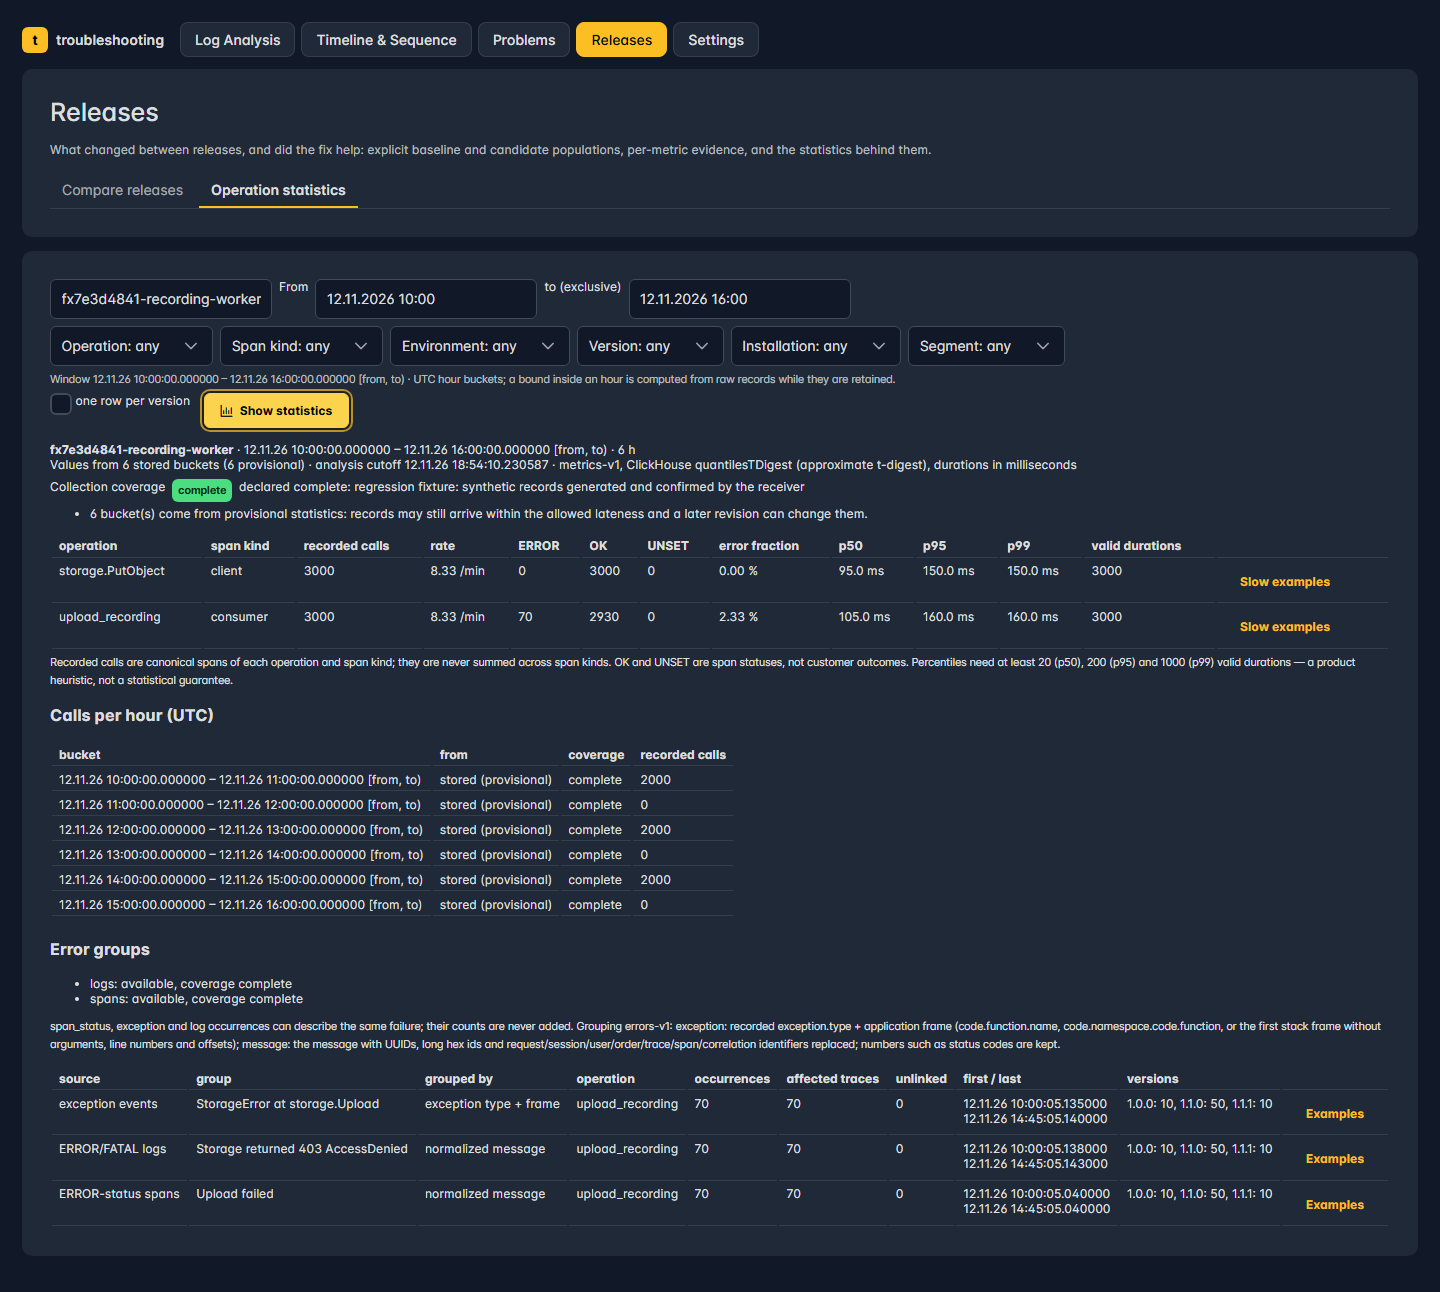 t troubleshooting Log Analysis Timeline & Sequence Problems Releases Settings
Releases
What changed between releases, and did the fix help: explicit baseline and candidate populations, per-metric evidence, and the statistics behind them.
Compare releases Operation statistics
fx7e3d4841-recording-worker From 12.11.2026 10:00 to (exclusive) 12.11.2026 16:00
Operation: any Span kind: any Environment: any Version: any Installation: any Segment: any
Window 12.11.26 10:00:00.000000 – 12.11.26 16:00:00.000000 [from, to) · UTC hour buckets; a bound inside an hour is computed from raw records while they are retained.
one row per version Show statistics
fx7e3d4841-recording-worker · 12.11.26 10:00:00.000000 – 12.11.26 16:00:00.000000 [from, to) · 6 h
Values from 6 stored buckets (6 provisional) · analysis cutoff 12.11.26 18:54:10.230587 · metrics-v1, ClickHouse quantilesTDigest (approximate t-digest), durations in milliseconds
Collection coverage complete declared complete: regression fixture: synthetic records generated and confirmed by the receiver
• 6 bucket(s) come from provisional statistics: records may still arrive within the allowed lateness and a later revision can change them.
operation span kind recorded calls rate ERROR OK UNSET error fraction p50 p95 p99 valid durations
storage.PutObject client 3000 8.33 /min 0 3000 0 0.00 % 95.0 ms 150.0 ms 150.0 ms 3000 Slow examples
upload_recording consumer 3000 8.33 /min 70 2930 0 2.33 % 105.0 ms 160.0 ms 160.0 ms 3000 Slow examples
Recorded calls are canonical spans of each operation and span kind; they are never summed across span kinds. OK and UNSET are span statuses, not customer outcomes. Percentiles need at least 20 (p50), 200 (p95) and 1000 (p99) valid durations — a product
heuristic, not a statistical guarantee.
Calls per hour (UTC)
bucket from coverage recorded calls
12.11.26 10:00:00.000000 – 12.11.26 11:00:00.000000 [from, to) stored (provisional) complete 2000
12.11.26 11:00:00.000000 – 12.11.26 12:00:00.000000 [from, to) stored (provisional) complete 0
12.11.26 12:00:00.000000 – 12.11.26 13:00:00.000000 [from, to) stored (provisional) complete 2000
12.11.26 13:00:00.000000 – 12.11.26 14:00:00.000000 [from, to) stored (provisional) complete 0
12.11.26 14:00:00.000000 – 12.11.26 15:00:00.000000 [from, to) stored (provisional) complete 2000
12.11.26 15:00:00.000000 – 12.11.26 16:00:00.000000 [from, to) stored (provisional) complete 0
Error groups
• logs: available, coverage complete
• spans: available, coverage complete
span_status, exception and log occurrences can describe the same failure; their counts are never added. Grouping errors-v1: exception: recorded exception.type + application frame (code.function.name, code.namespace.code.function, or the first stack frame without
arguments, line numbers and offsets); message: the message with UUIDs, long hex ids and request/session/user/order/trace/span/correlation identifiers replaced; numbers such as status codes are kept.
source group grouped by operation occurrences affected traces unlinked first / last versions
exception events StorageError at storage.Upload exception type + frame upload_recording 70 70 0 12.11.26 10:00:05.135000 1.0.0: 10, 1.1.0: 50, 1.1.1: 10 Examples
12.11.26 14:45:05.140000
ERROR/FATAL logs Storage returned 403 AccessDenied normalized message upload_recording 70 70 0 12.11.26 10:00:05.138000 1.0.0: 10, 1.1.0: 50, 1.1.1: 10 Examples
12.11.26 14:45:05.143000
ERROR-status spans Upload failed normalized message upload_recording 70 70 0 12.11.26 10:00:05.040000 1.0.0: 10, 1.1.0: 50, 1.1.1: 10 Examples
12.11.26 14:45:05.040000